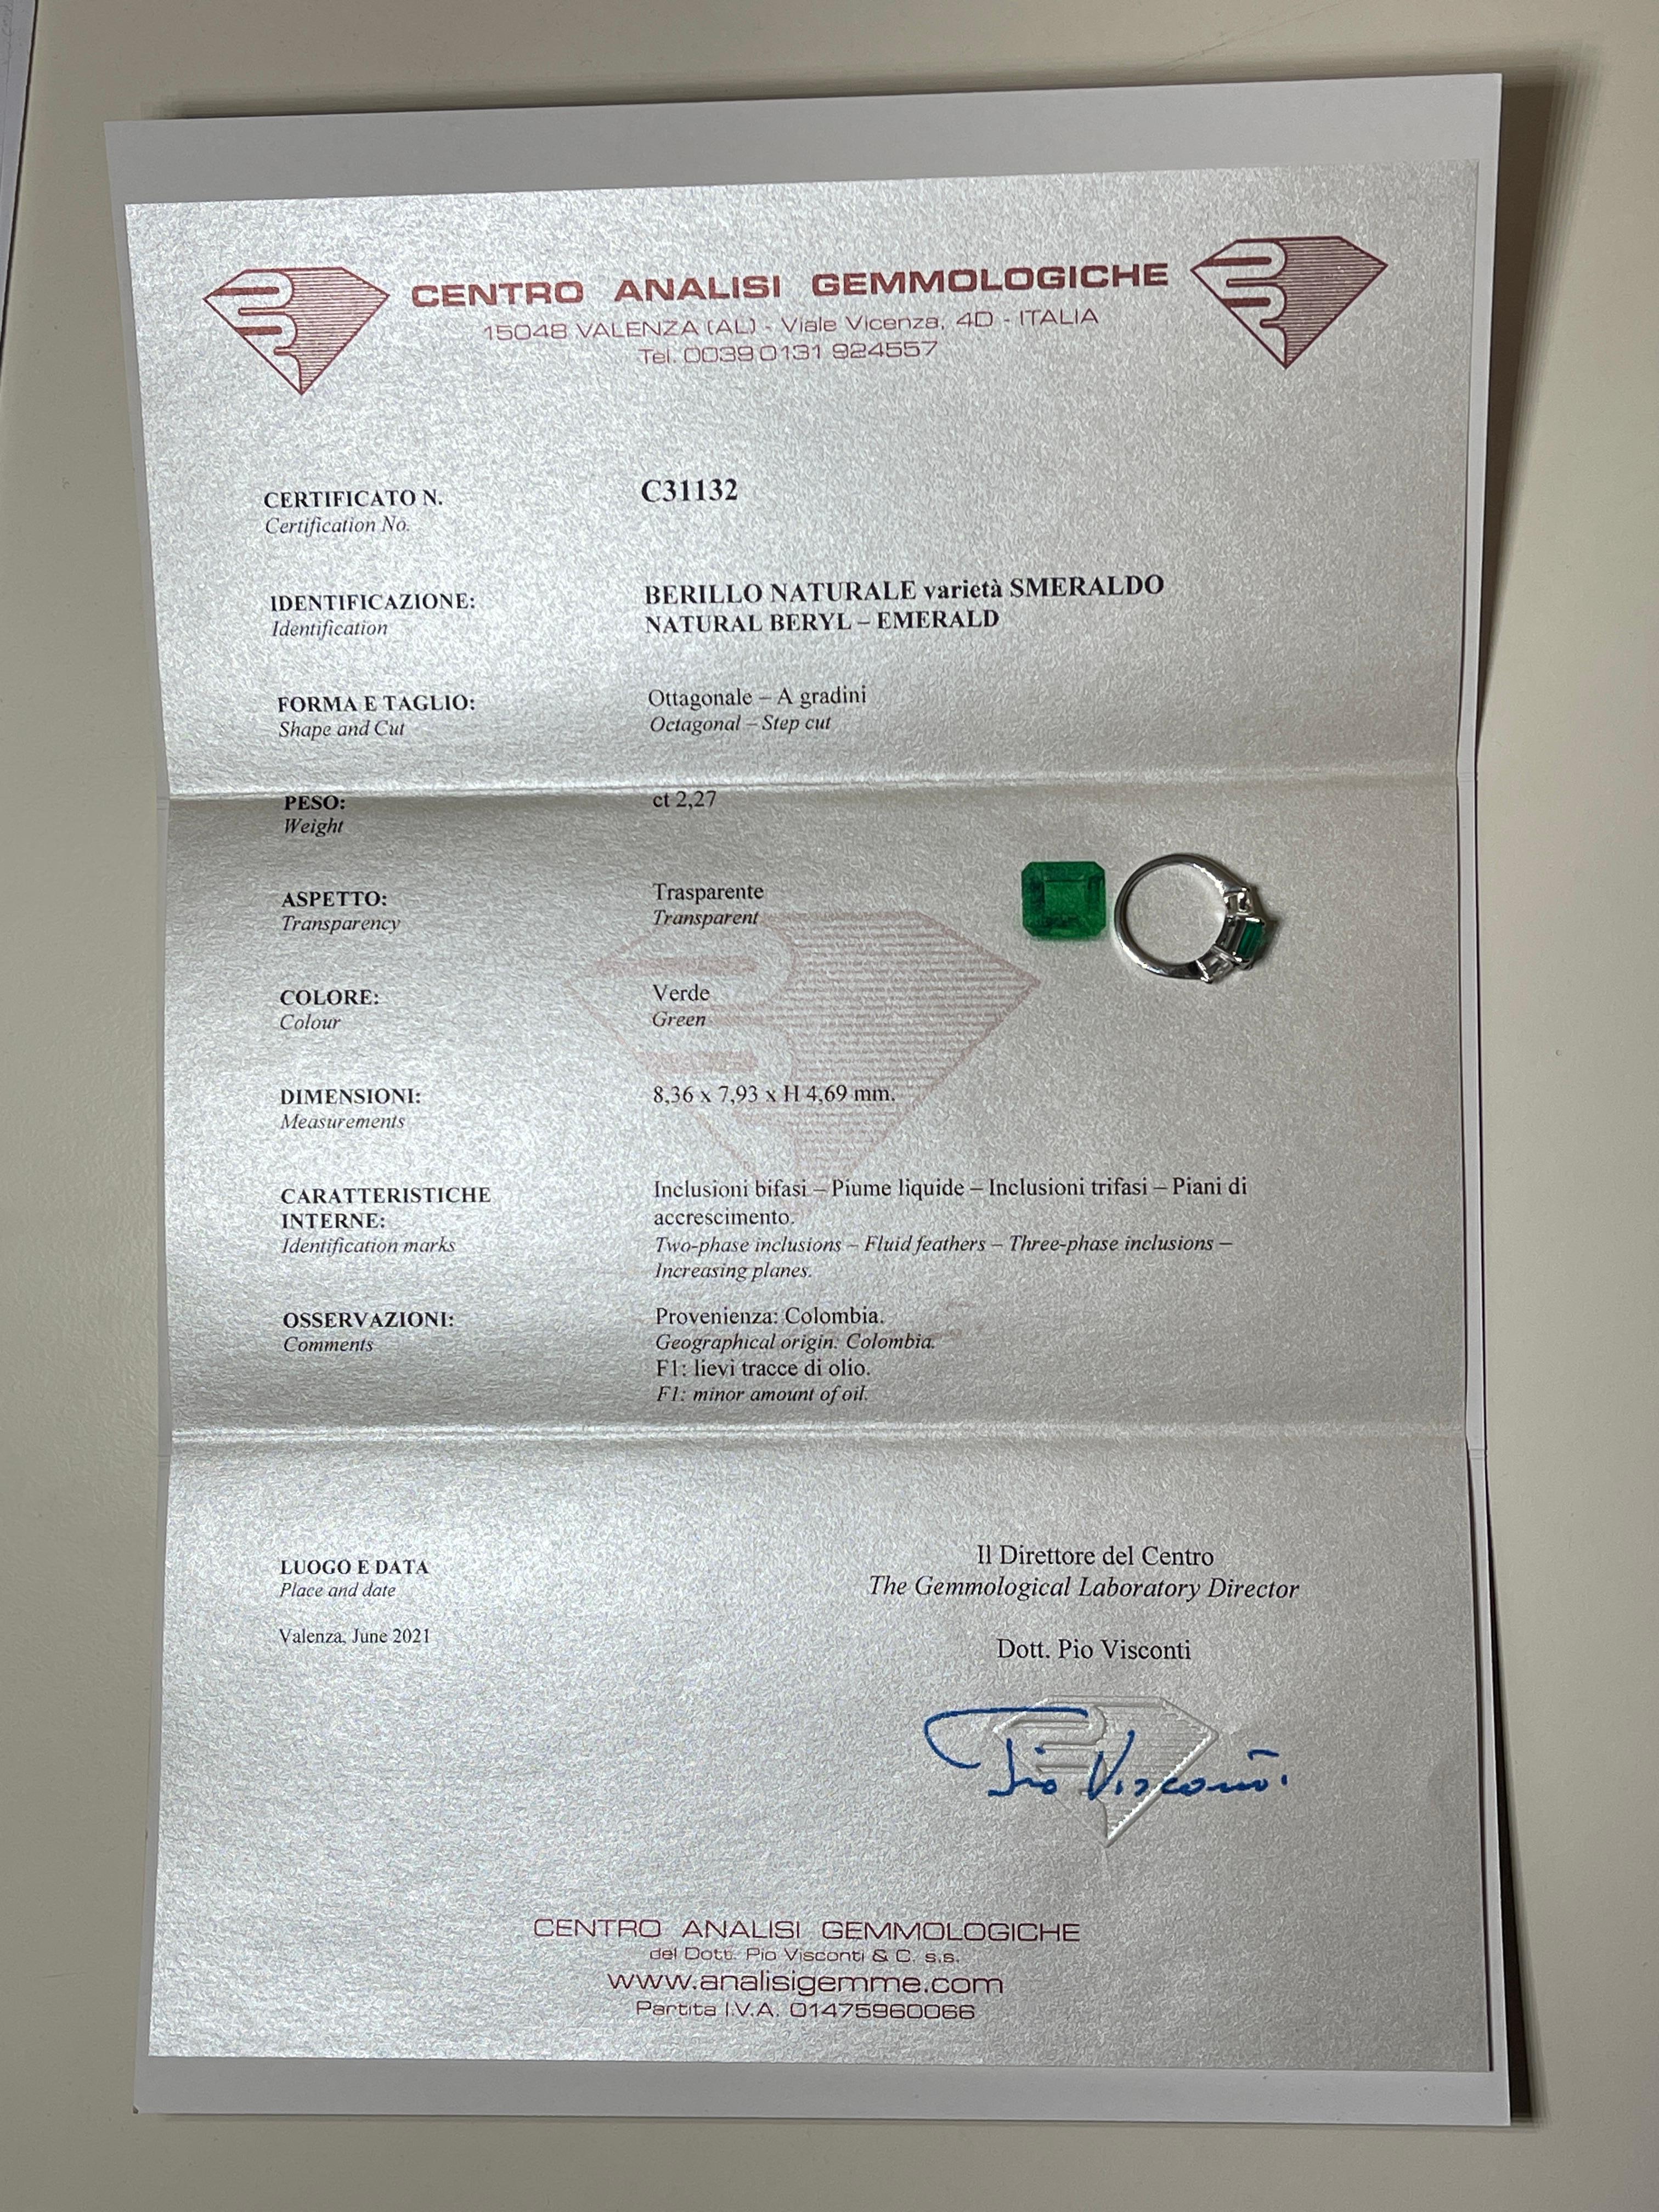 CENTRO ANALISI GEMMOLOGICHE
15048 VALENZA (AL) - Viale Vicenza, 4D - ITALIA
Tel. 0039 0131 924557
CERTIFICATO N.
Certification No.
C31132
IDENTIFICAZIONE:
Identification
BERILLO NATURALE varietà SMERALDO
NATURAL BERYL – EMERALD
FORMA E TAGLIO:
Shape and Cut
Ottagonale – A gradini
Octagonal – Step cut
PESO:
Weight
ct 2,27
ASPETTO:
Transparency
Trasparente
Transparent
COLORE:
Colour
Verde
Green
DIMENSIONI:
Measurements
8,36 x 7,93 x H 4,69 mm.
CARATTERISTICHE
INTERNE:
Identification marks
Inclusioni bifasi – Piume liquide – Inclusioni trifasi – Piani di
accrescimento.
Two-phase inclusions – Fluid feathers – Three-phase inclusions –
Increasing planes.
OSSERVAZIONI:
Comments
Provenienza: Colombia.
Geographical origin: Colombia.
F1: lievi tracce di olio.
F1: minor amount of oil.
LUOGO E DATA
Place and date
Valenza, June 2021
Il Direttore del Centro
The Gemmological Laboratory Director
Dott. Pio Visconti
Pio Visconti
CENTRO ANALISI GEMMOLOGICHE
del Dott. Pio Visconti & C. s.s.
www.analisigemme.com
Partita I.V.A. 01475960066